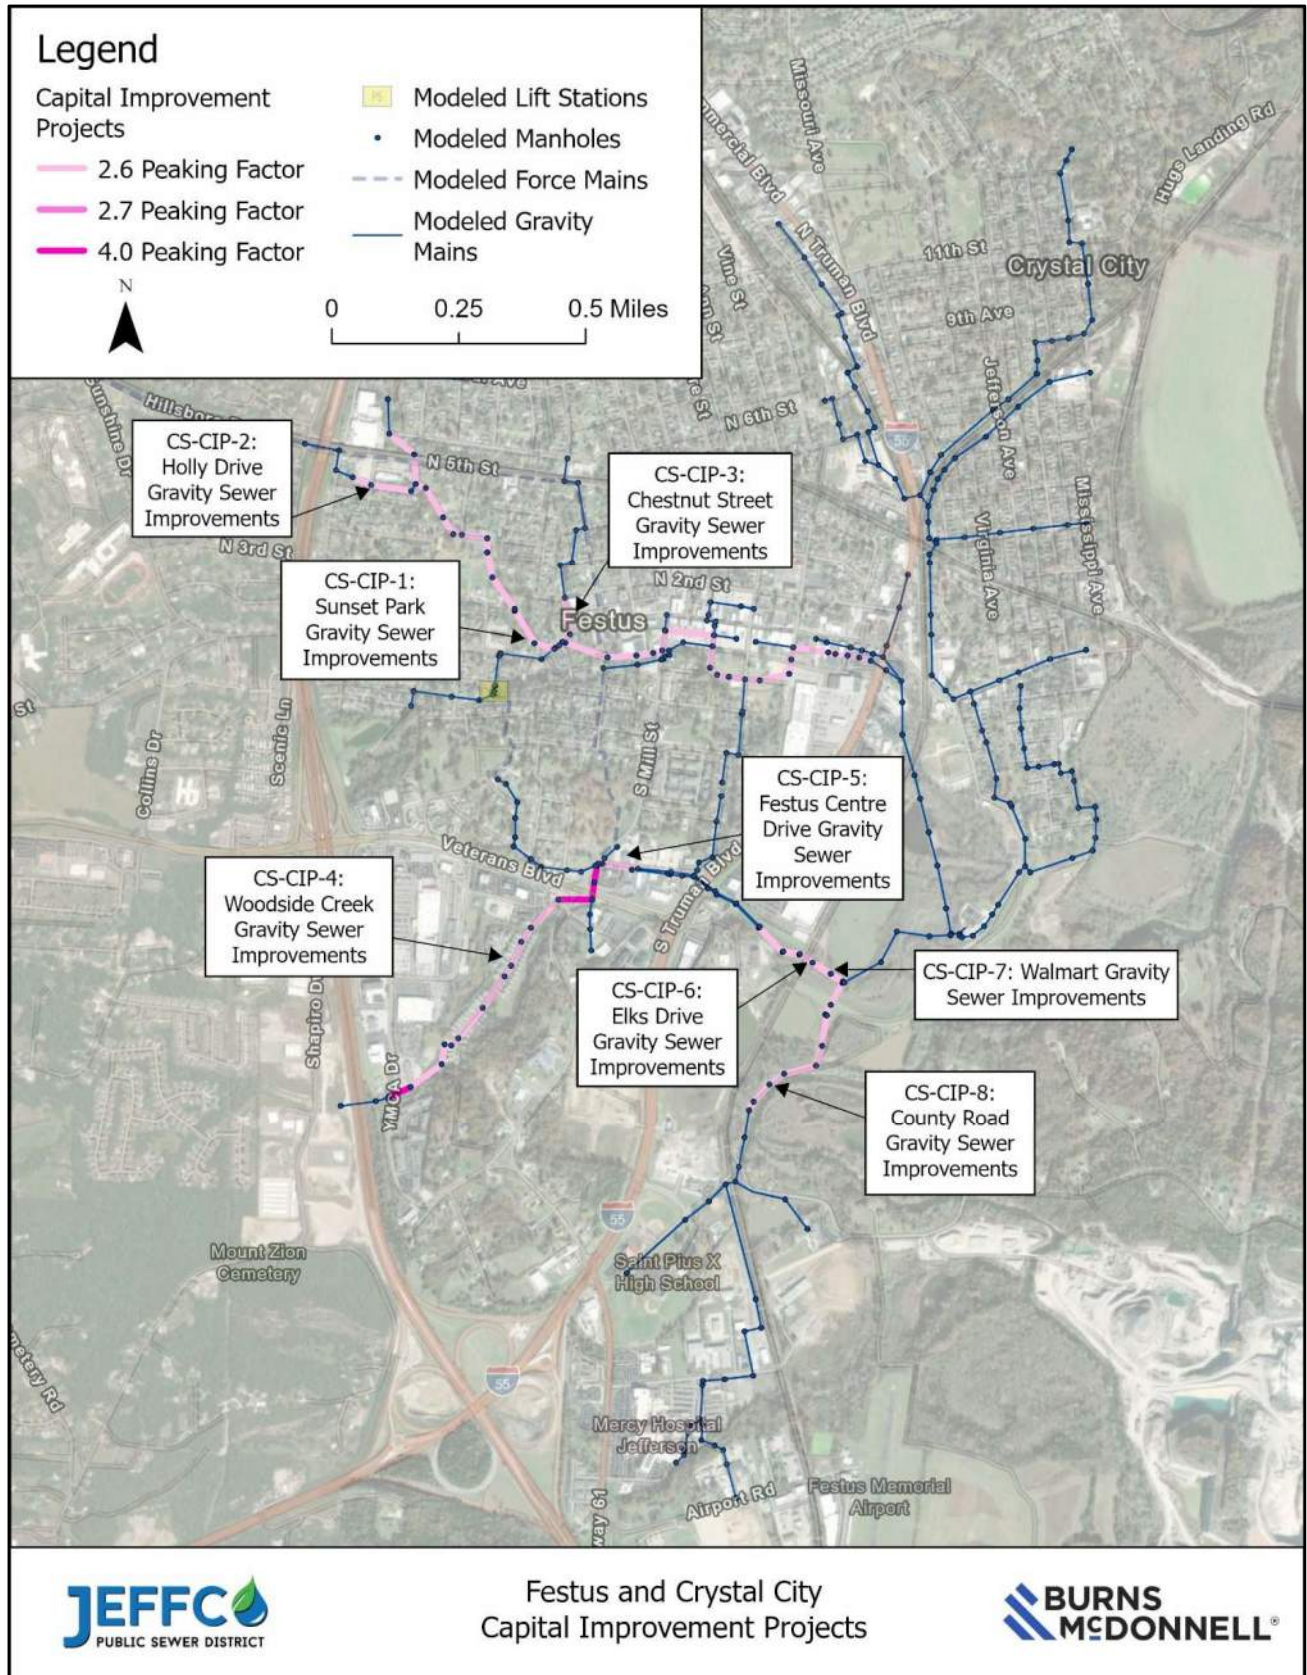 Legend
Capital Improvement
Projects
2.6 Peaking Factor
2.7 Peaking Factor
4.0 Peaking Factor
Modeled Lift Stations
Modeled Manholes
Modeled Force Mains
Modeled Gravity
Mains
N
0 0.25 0.5 Miles
Missouri Ave
Hugs Landing Rd
N Truman Blvd
Vine St
11th St
Crystal City
9th Ave
Jefferson Ave
N 6th St
55
Mississippi Ave
Virginia Ave
Sunshine Dr
N 5th St
CS-CIP-2:
Holly Drive
Gravity Sewer
Improvements
CS-CIP-3:
Chestnut Street
Gravity Sewer
Improvements
N 3rd St
N 2nd St
CS-CIP-1:
Sunset Park
Gravity Sewer
Improvements
Festus
St
Collins Dr
Scenic Ln
S Mill St
CS-CIP-5:
Festus Centre
Drive Gravity
Sewer
Improvements
Veterans Blvd
S Truman Blvd
CS-CIP-4:
Woodside Creek
Gravity Sewer
Improvements
CS-CIP-7: Walmart Gravity
Sewer Improvements
CS-CIP-6:
Elks Drive
Gravity Sewer
Improvements
YMCA Dr
CS-CIP-8:
County Road
Gravity Sewer
Improvements
55
Mount Zion
Cemetery
Saint Pius X
High School
55
Mercy Hospital
Jefferson
Airport Rd
Festus Memorial
Airport
JEFFCO
PUBLIC SEWER DISTRICT
Festus and Crystal City
Capital Improvement Projects
BURNS
McDONNELL®